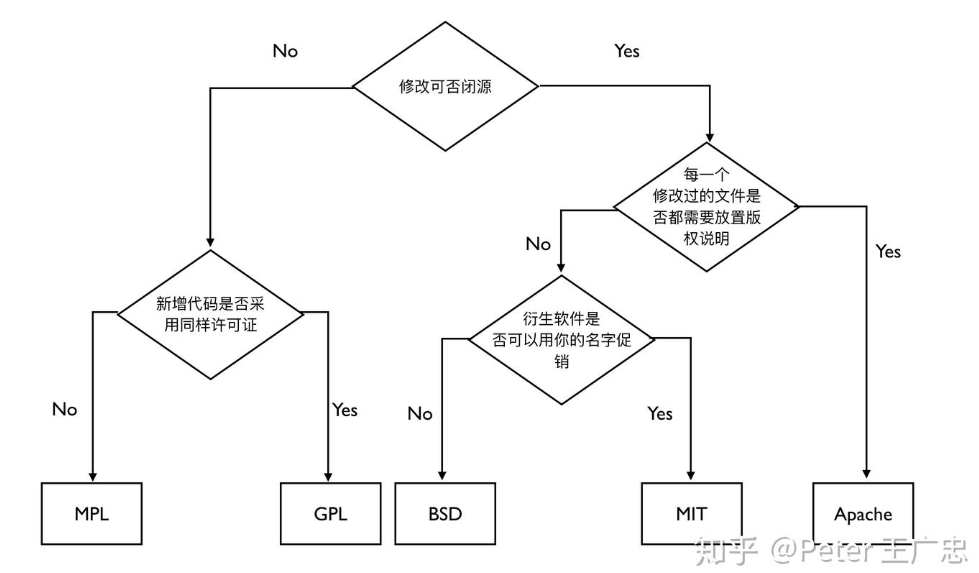 No
Yes
修改可否闭源
每一个
修改过的文件是
否都需要放置版
权说明
No
Yes
新增代码是否采
用同样许可证
衍生软件是
否可以用你的名字促
销
No
Yes
No
Yes
MPL
GPL
BSD
MIT
Apache
知乎 @Peter 王广忠